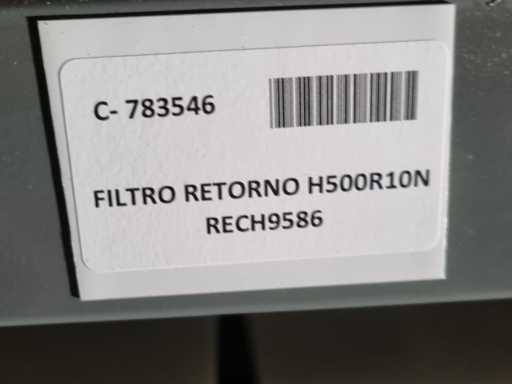 C- 783546
FILTRO RETORNO H500R10N
RECH9586